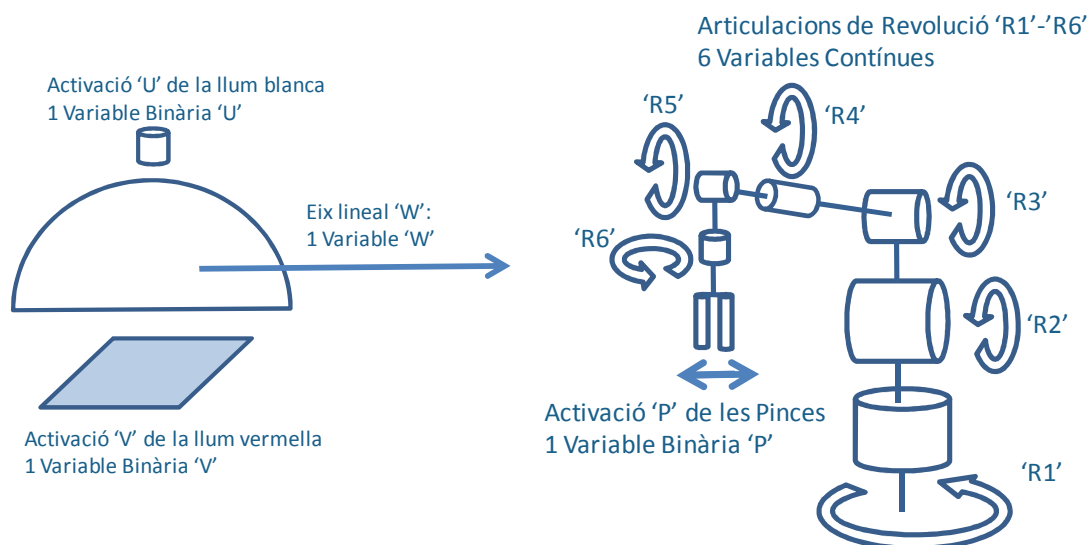 Activació ‘U’ de la llum blanca
1 Variable Binària ‘U’
Eix lineal ‘W’:
1 Variable ‘W’
Activació ‘V’ de la llum vermella
1 Variable Binària ‘V’
Articulacions de Revolució ‘R1’-’R6’
6 Variables Contínues
‘R5’
‘R4’
‘R3’
‘R6’
‘R2’
Activació ‘P’ de les Pinces
1 Variable Binària ‘P’
‘R1’